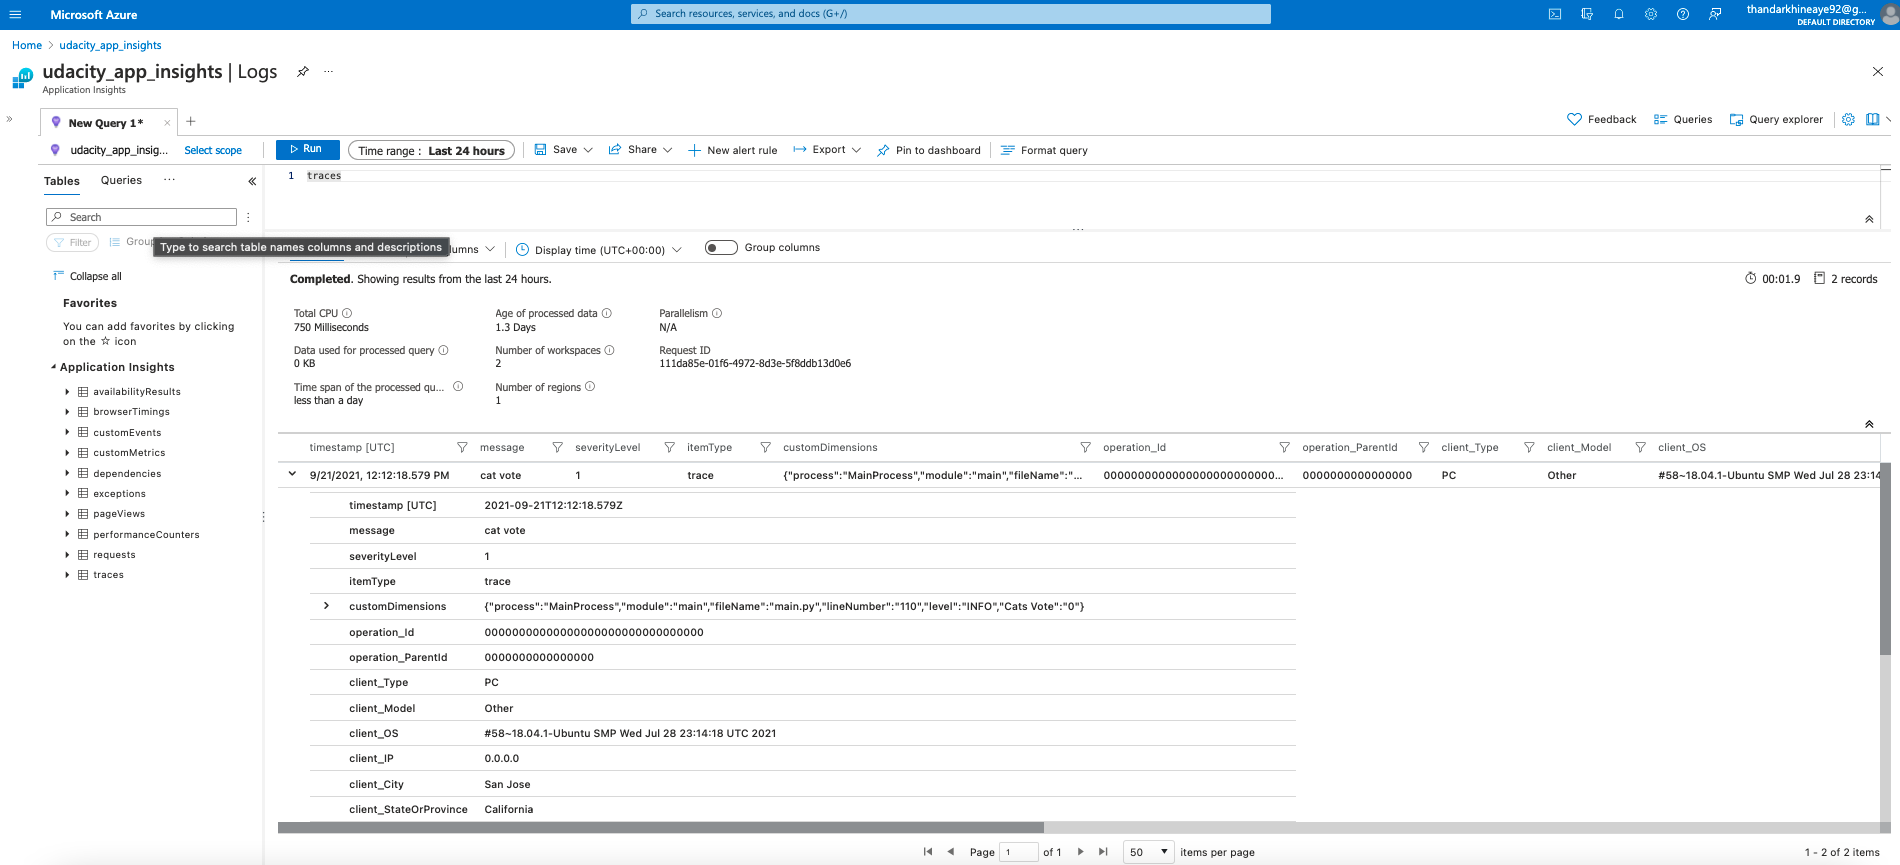 Microsoft Azure
Search resources, services, and docs (G+/)
thandarkhineaye92@g...
DEFAULT DIRECTORY
Home > udacity_app_insights
udacity_app_insights | Logs
Application Insights
New Query 1*
Feedback Queries Query explorer
udacity_app_insig... Select scope
Run Time range : Last 24 hours Save Share New alert rule Export Pin to dashboard Format query
Tables Queries ...
1 traces
Search
Filter Group
Type to search table names columns and descriptions
Display time (UTC+00:00) Group columns
Collapse all
Completed. Showing results from the last 24 hours. 00:01.9 2 records
Favorites
You can add favorites by clicking
on the ☆ icon
Application Insights
availabilityResults
browserTimings
customEvents
customMetrics
dependencies
exceptions
pageViews
performanceCounters
requests
traces
Total CPU Age of processed data Parallelism
750 Milliseconds 1.3 Days N/A
Data used for processed query Number of workspaces Request ID
0 KB 2 111da85e-01f6-4972-8d3e-5f8ddb13d0e6
Time span of the processed qu... Number of regions
less than a day 1
timestamp [UTC] message severityLevel itemType customDimensions operation_Id operation_ParentId client_Type client_Model client_OS
9/21/2021, 12:12:18.579 PM cat vote 1 trace {"process":"MainProcess","module":"main","fileName":"... 00000000000000000000000000... 0000000000000000 PC Other #58~18.04.1-Ubuntu SMP Wed Jul 28 23:14
timestamp [UTC] 2021-09-21T12:12:18.579Z
message cat vote
severityLevel 1
itemType trace
customDimensions {"process":"MainProcess","module":"main","fileName":"main.py","lineNumber":"110","level":"INFO","Cats Vote":"0"}
operation_Id 00000000000000000000000000000000
operation_ParentId 0000000000000000
client_Type PC
client_Model Other
client_OS #58~18.04.1-Ubuntu SMP Wed Jul 28 23:14:18 UTC 2021
client_IP 0.0.0.0
client_City San Jose
client_StateOrProvince California
Page 1 of 1 50 items per page 1 - 2 of 2 items